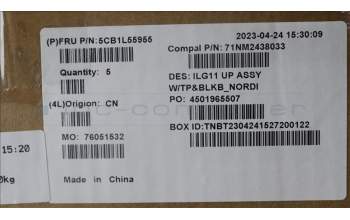 2023-04-24 15:30:09
(P)FRU P/N:5CB1L55955
Compal P/N:71NM2438033
Quantity: 5
DES: ILG11 UP ASSY
W/TP&BLKB_NORDI
(4L)Origion: CN
PO: 4501965507
BOX ID:TNBT2304241527200122
MO: 76051532
15:20
Made in China
0kg